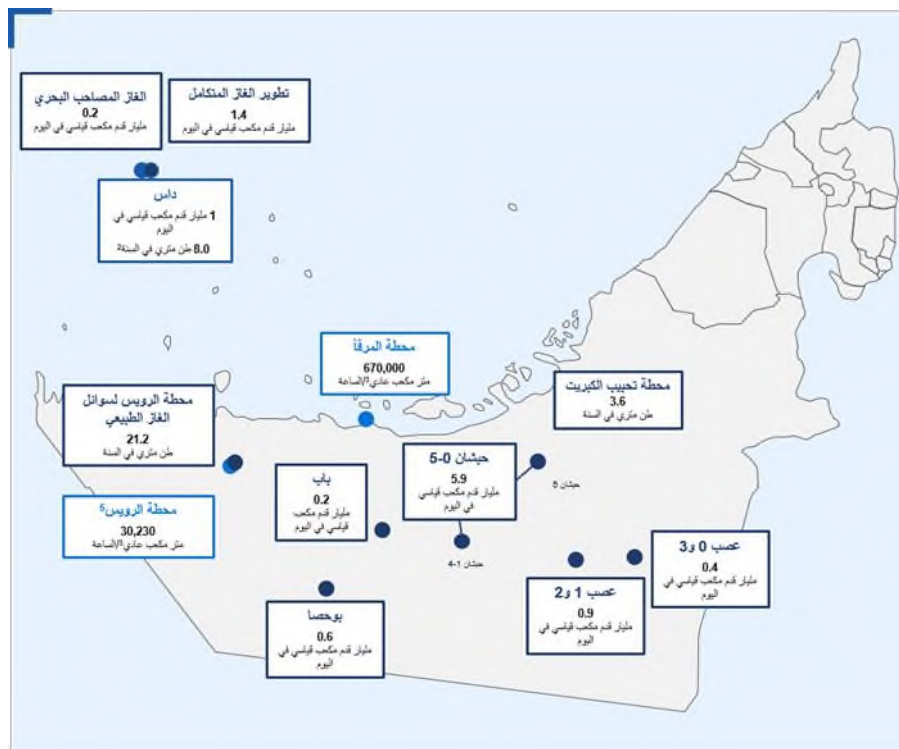 الغاز المصاحب البحري
0.2
مليار قدم مكعب قياسي في اليوم
تطوير الغاز المتكامل
1.4
مليار قدم مكعب قياسي في اليوم
داس
1 مليار قدم مكعب قياسي في
اليوم
8.0 طن متري في السنة²
محطة المرفأ
670,000
متر مكعب عادي³/الساعة
محطة تحبيب الكبريت
3.6
طن متري في السنة
محطة الرويس لسوائل
الغاز الطبيعي
21.2
طن متري في السنة
حبشان 0-5
5.9
مليار قدم مكعب قياسي
في اليوم
حبشان 5
باب
0.2
مليار قدم مكعب
قياسي في اليوم
محطة الرويس⁵
30,230
متر مكعب عادي³/الساعة
حبشان 1-4
عصب 0 و3
0.4
مليار قدم مكعب قياسي في
اليوم
عصب 1 و2
0.9
مليار قدم مكعب قياسي في
اليوم
بوحصا
0.6
مليار قدم مكعب قياسي في
اليوم